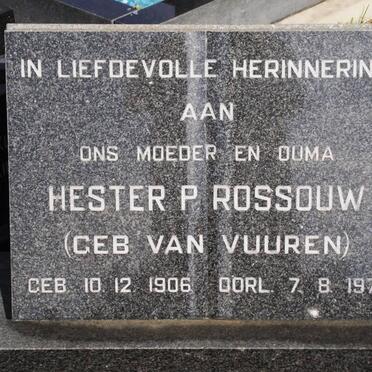 IN LIEFDEVOLLE HERINNERIN
AAN
ONS MOEDER EN OUMA
HESTER P ROSSOUW
(GEB VAN VUUREN)
GEB 10 12 1906 OORL 7 8 197